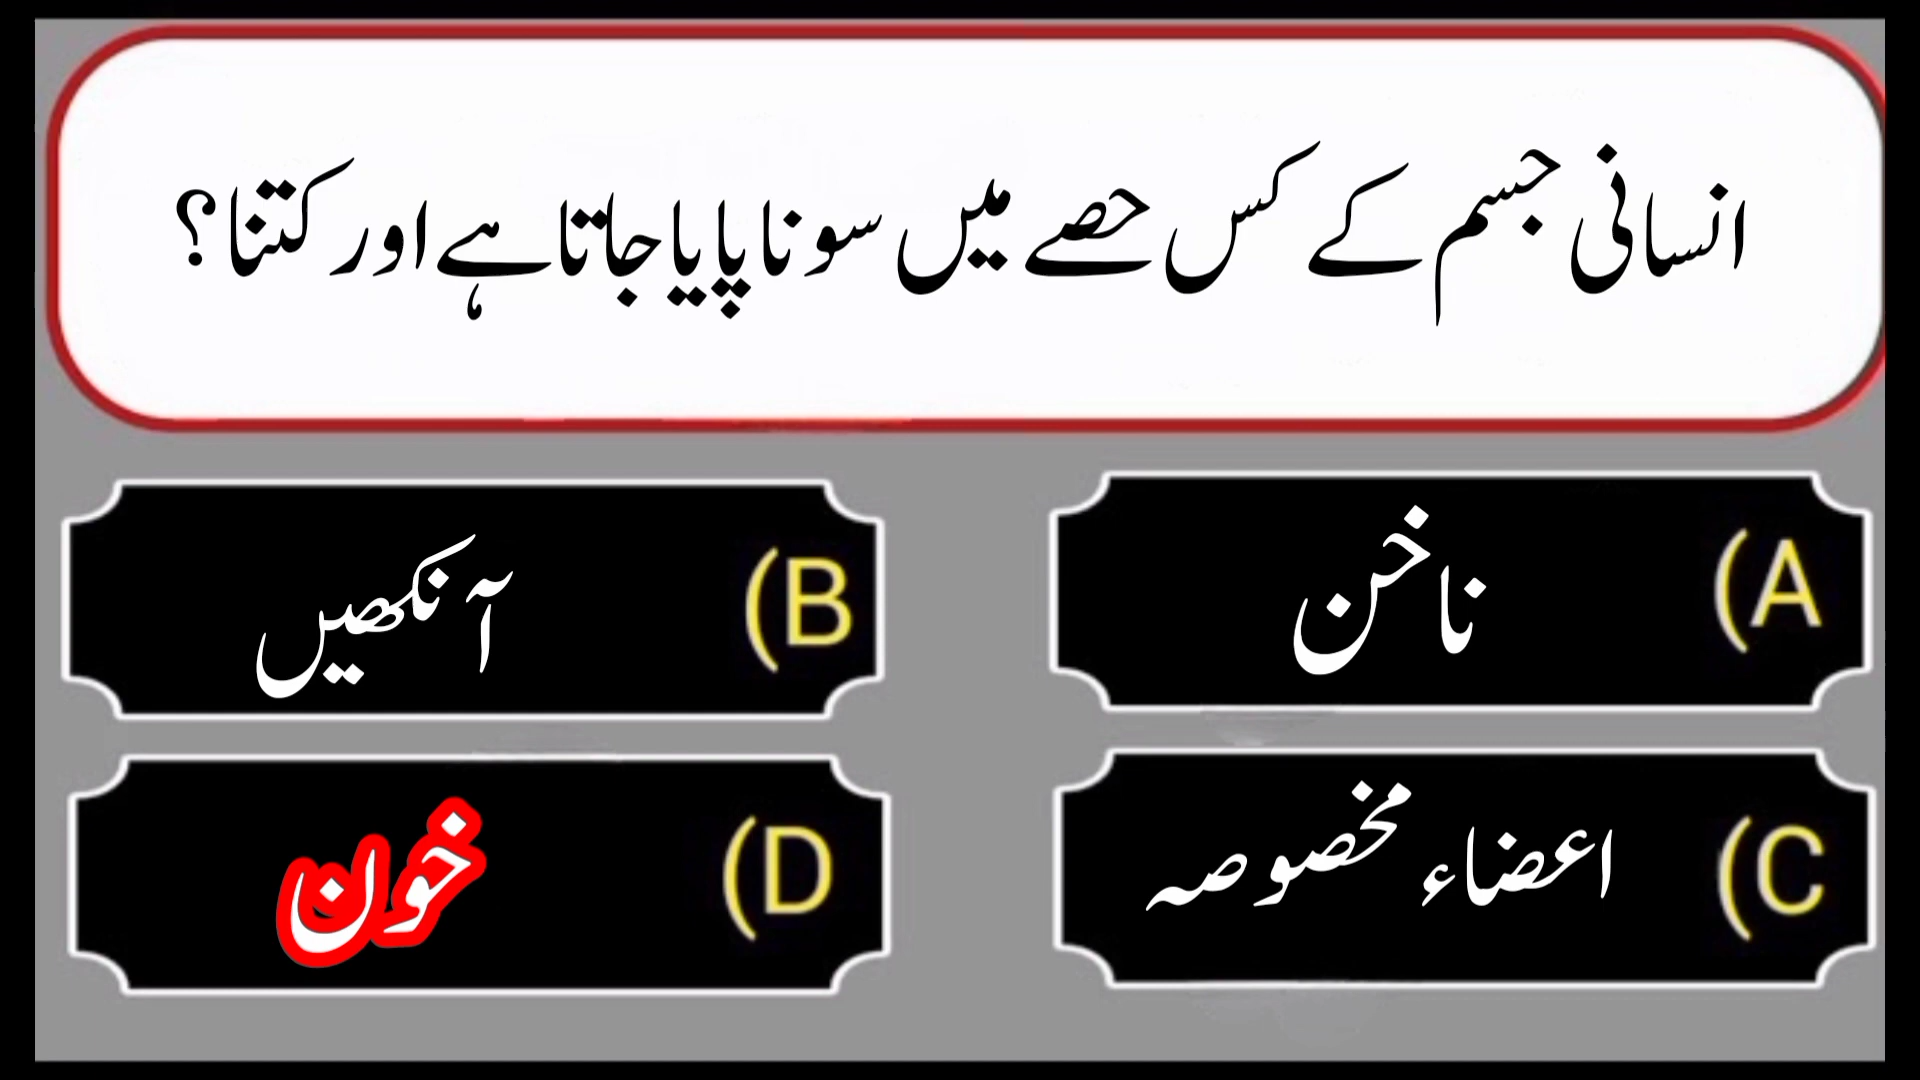 انسانی جسم کے کس حصے میں سونا پایا جاتا ہے اور کتنا؟
(A ناخن
(B آنکھیں
(C اعضاء مخصوصہ
(D خون